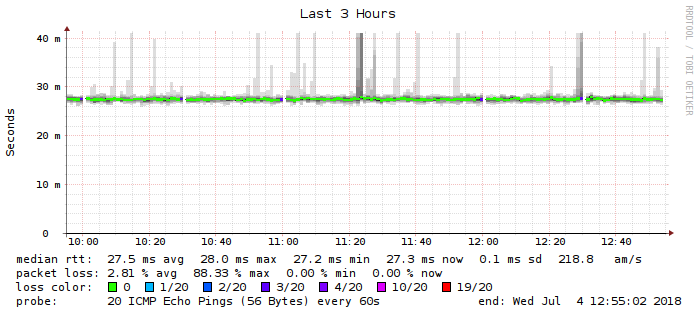 Last 3 Hours
RRDTOOL / TOBI OETIKER
Seconds
40 m
30 m
20 m
10 m
0
10:00 10:20 10:40 11:00 11:20 11:40 12:00 12:20 12:40
median rtt: 27.5 ms avg 28.0 ms max 27.2 ms min 27.3 ms now 0.1 ms sd 218.8 am/s
packet loss: 2.81 % avg 88.33 % max 0.00 % min 0.00 % now
loss color: 0 1/20 2/20 3/20 4/20 10/20 19/20
probe: 20 ICMP Echo Pings (56 Bytes) every 60s end: Wed Jul 4 12:55:02 2018